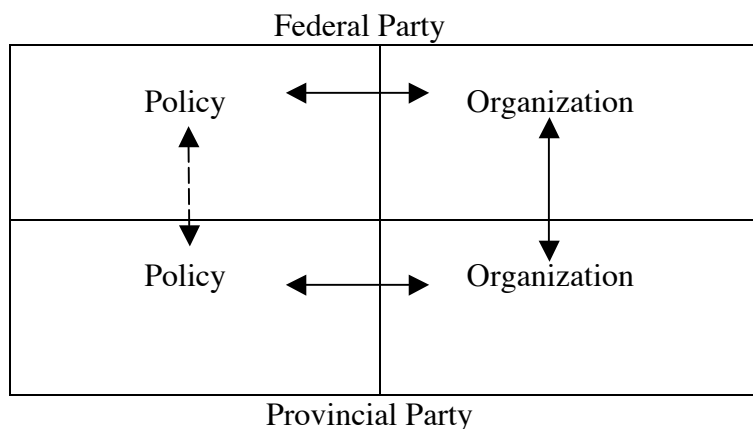 Federal Party
Policy Organization
Policy Organization
Provincial Party